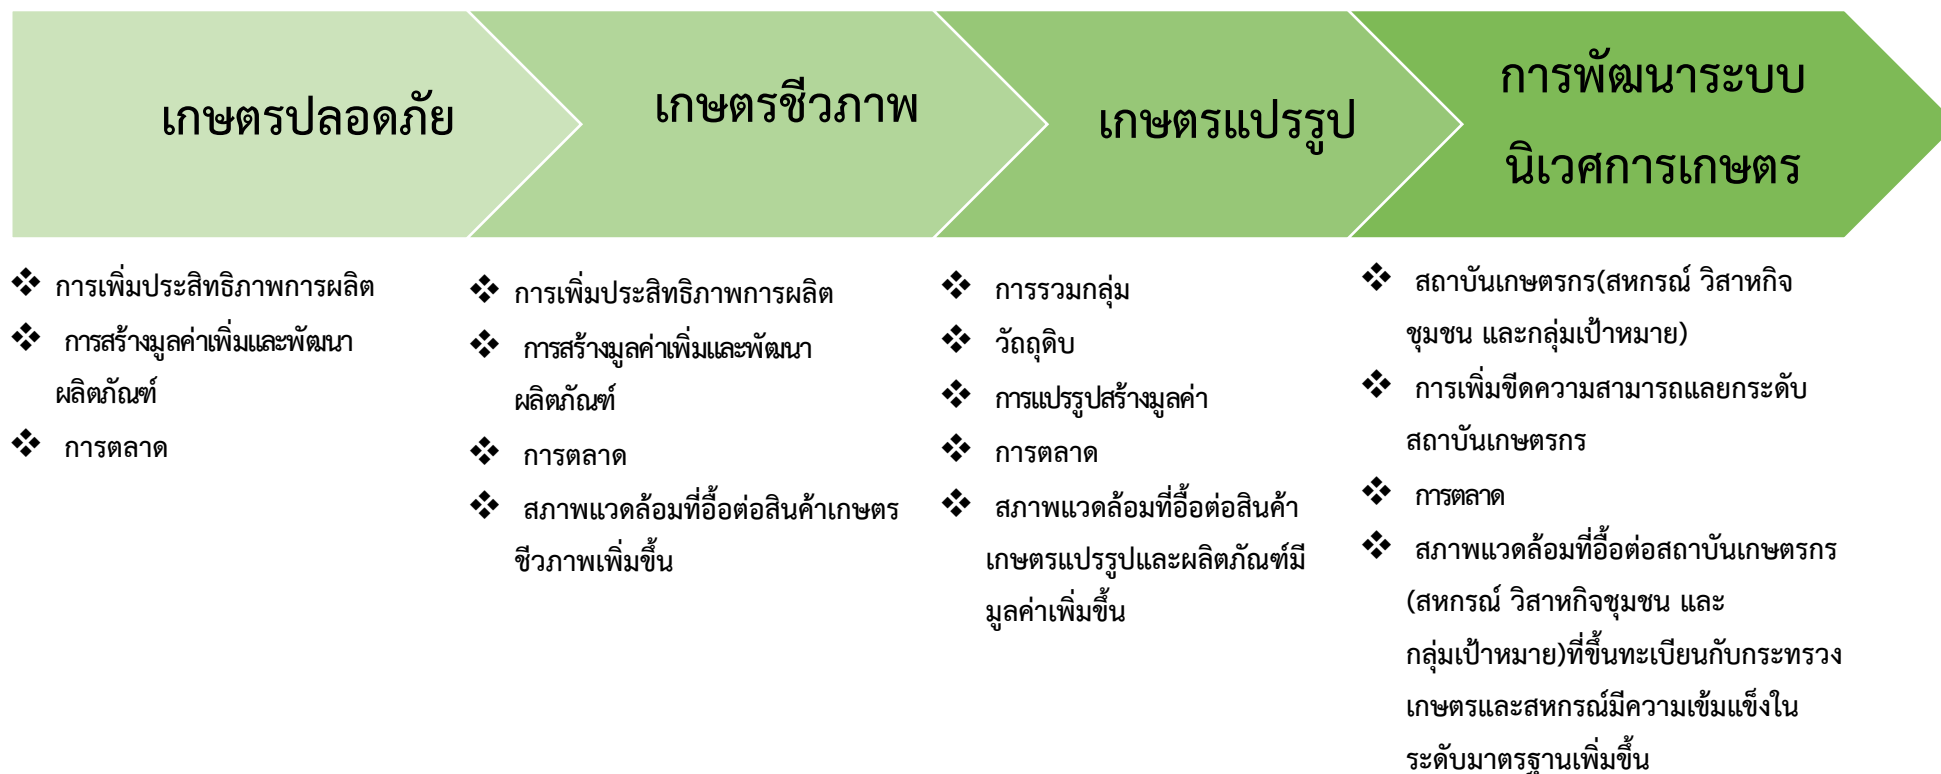 เกษตรปลอดภัย
เกษตรชีวภาพ
เกษตรแปรรูป
การพัฒนาระบบ
นิเวศการเกษตร
❖ การเพิ่มประสิทธิภาพการผลิต
❖ การสร้างมูลค่าเพิ่มและพัฒนา
ผลิตภัณฑ์
❖ การตลาด
❖ การเพิ่มประสิทธิภาพการผลิต
❖ การสร้างมูลค่าเพิ่มและพัฒนา
ผลิตภัณฑ์
❖ การตลาด
❖ สภาพแวดล้อมที่อื้อต่อสินค้าเกษตร
ชีวภาพเพิ่มขึ้น
❖ การรวมกลุ่ม
❖ วัถถุดิบ
❖ การแปรรูปสร้างมูลค่า
❖ การตลาด
❖ สภาพแวดล้อมที่อื้อต่อสินค้า
เกษตรแปรรูปและผลิตภัณฑ์มี
มูลค่าเพิ่มขึ้น
❖ สถาบันเกษตรกร(สหกรณ์ วิสาหกิจ
ชุมชน และกลุ่มเป้าหมาย)
❖ การเพิ่มขีดความสามารถแลยกระดับ
สถาบันเกษตรกร
❖ การตลาด
❖ สภาพแวดล้อมที่อื้อต่อสถาบันเกษตรกร
(สหกรณ์ วิสาหกิจชุมชน และ
กลุ่มเป้าหมาย)ที่ขึ้นทะเบียนกับกระทรวง
เกษตรและสหกรณ์มีความเข้มแข็งใน
ระดับมาตรฐานเพิ่มขึ้น